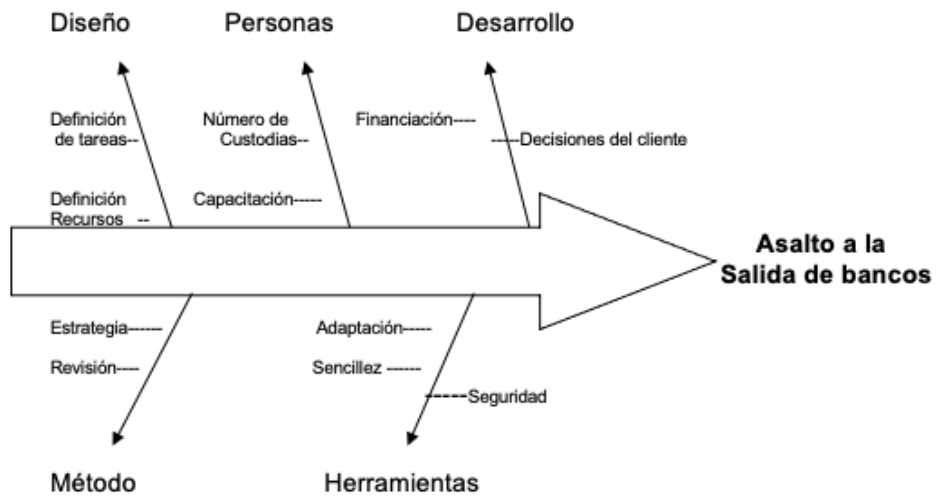 Diseño
Personas
Desarrollo
Definición
de tareas--
Número de
Custodias--
Financiación----
-----Decisiones del cliente
Definición
Recursos --
Capacitación-----
Asalto a la
Salida de bancos
Estrategia------
Adaptación-----
Revisión----
Sencillez ------
------Seguridad
Método
Herramientas